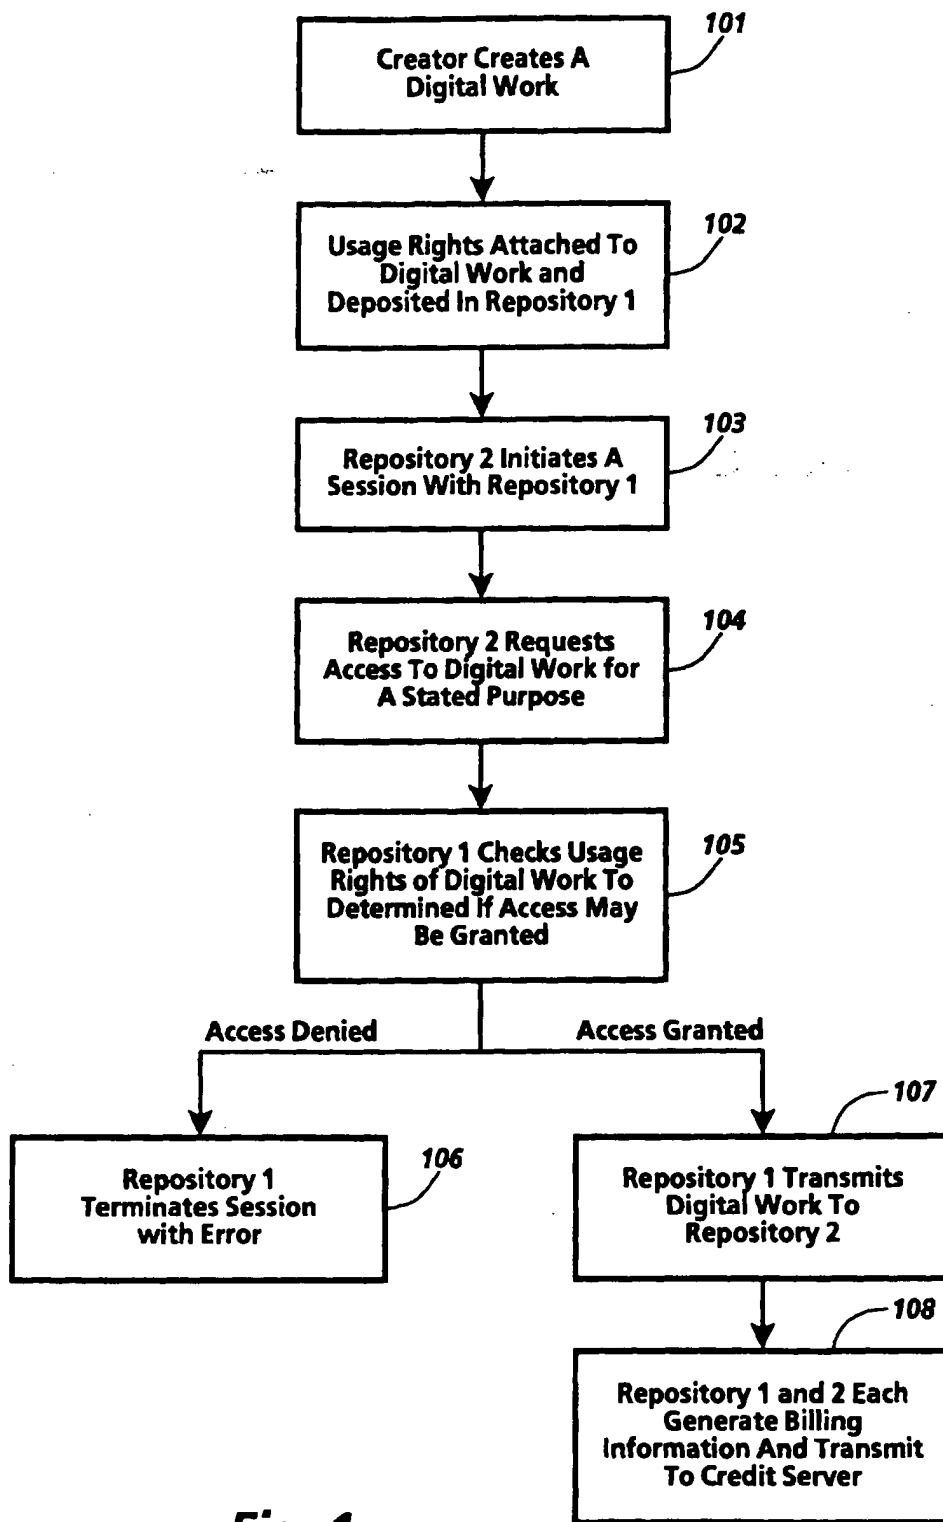 101
Creator Creates A
Digital Work
102
Usage Rights Attached To
Digital Work and
Deposited In Repository 1
103
Repository 2 Initiates A
Session With Repository 1
104
Repository 2 Requests
Access To Digital Work for
A Stated Purpose
105
Repository 1 Checks Usage
Rights of Digital Work To
Determined If Access May
Be Granted
Access Denied
Access Granted
106
Repository 1
Terminates Session
with Error
107
Repository 1 Transmits
Digital Work To
Repository 2
108
Repository 1 and 2 Each
Generate Billing
Information And Transmit
To Credit Server